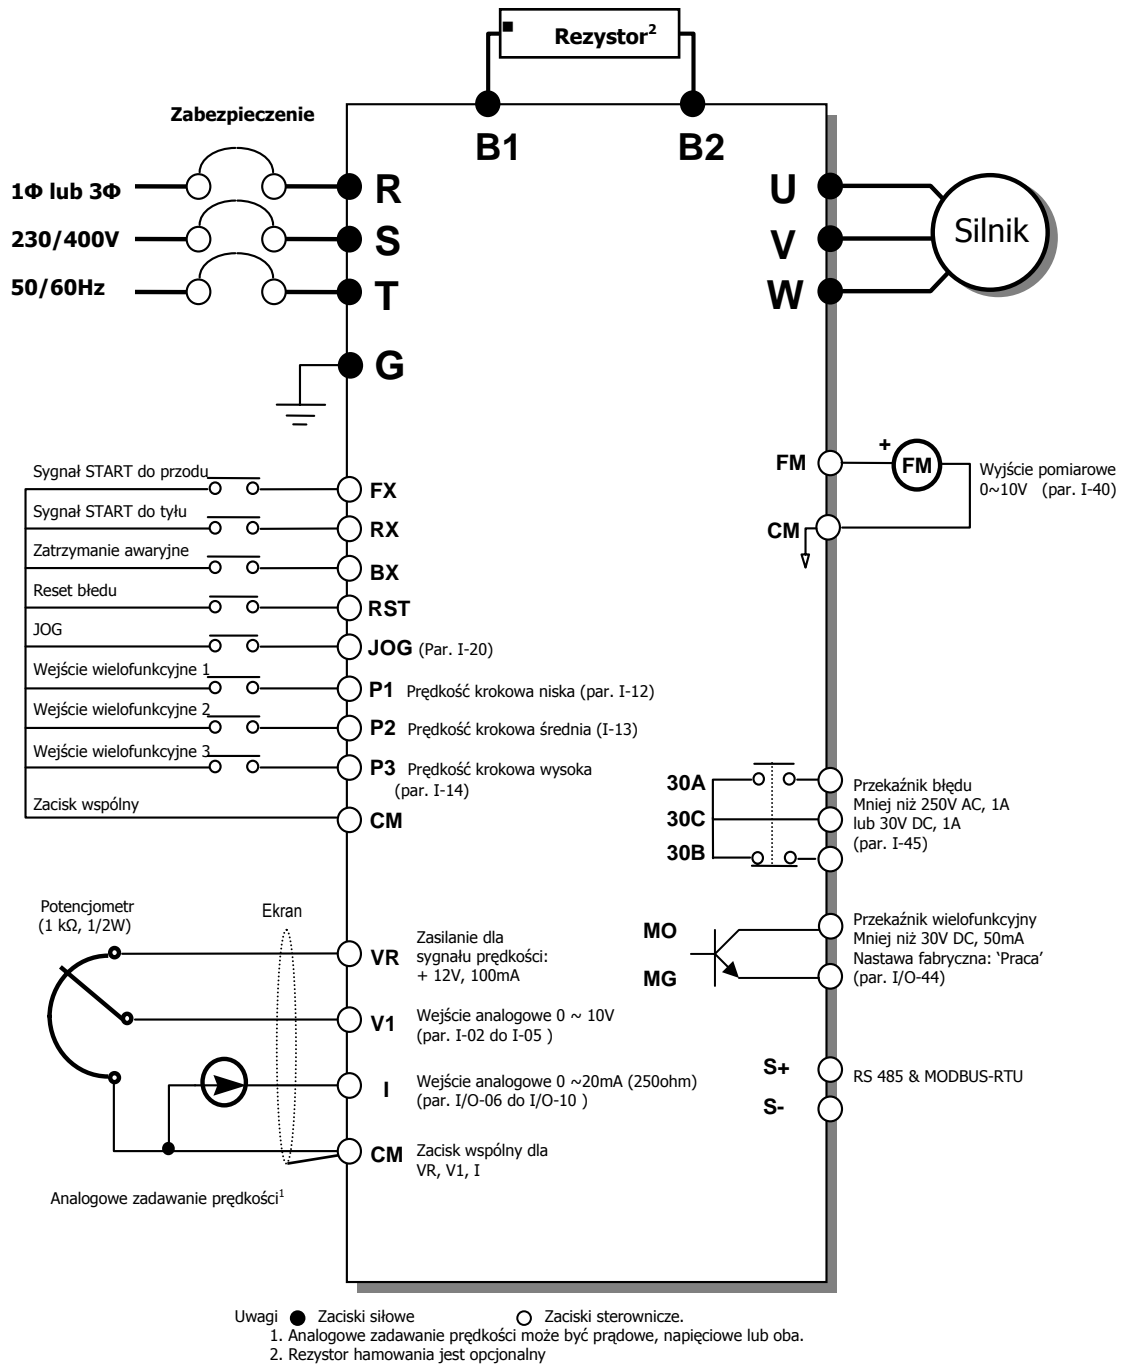 Rezystor2
Zabezpieczenie
B1 B2
1Φ lub 3Φ
230/400V
50/60Hz
R
S
T
G
U
V
W
Silnik
Sygnał START do przodu
FX
Sygnał START do tyłu
RX
Zatrzymanie awaryjne
BX
Reset błedu
RST
JOG
JOG (Par. I-20)
Wejście wielofunkcyjne 1
P1 Prędkość krokowa niska (par. I-12)
Wejście wielofunkcyjne 2
P2 Prędkość krokowa średnia (I-13)
Wejście wielofunkcyjne 3
P3 Prędkość krokowa wysoka
(par. I-14)
Zacisk wspólny
CM
FM
+
FM
Wyjście pomiarowe
0~10V (par. I-40)
CM
30A
30C
30B
Przekaźnik błędu
Mniej niż 250V AC, 1A
lub 30V DC, 1A
(par. I-45)
MO
MG
Przekaźnik wielofunkcyjny
Mniej niż 30V DC, 50mA
Nastawa fabryczna: ‘Praca’
(par. I/O-44)
S+
S-
RS 485 & MODBUS-RTU
Potencjometr
(1 kΩ, 1/2W)
Ekran
VR
Zasilanie dla
sygnału prędkości:
+ 12V, 100mA
V1
Wejście analogowe 0 ~ 10V
(par. I-02 do I-05 )
I
Wejście analogowe 0 ~20mA (250ohm)
(par. I/O-06 do I/O-10 )
CM
Zacisk wspólny dla
VR, V1, I
Analogowe zadawanie prędkości1
Uwagi Zaciski siłowe Zaciski sterownicze.
1. Analogowe zadawanie prędkości może być prądowe, napięciowe lub oba.
2. Rezystor hamowania jest opcjonalny